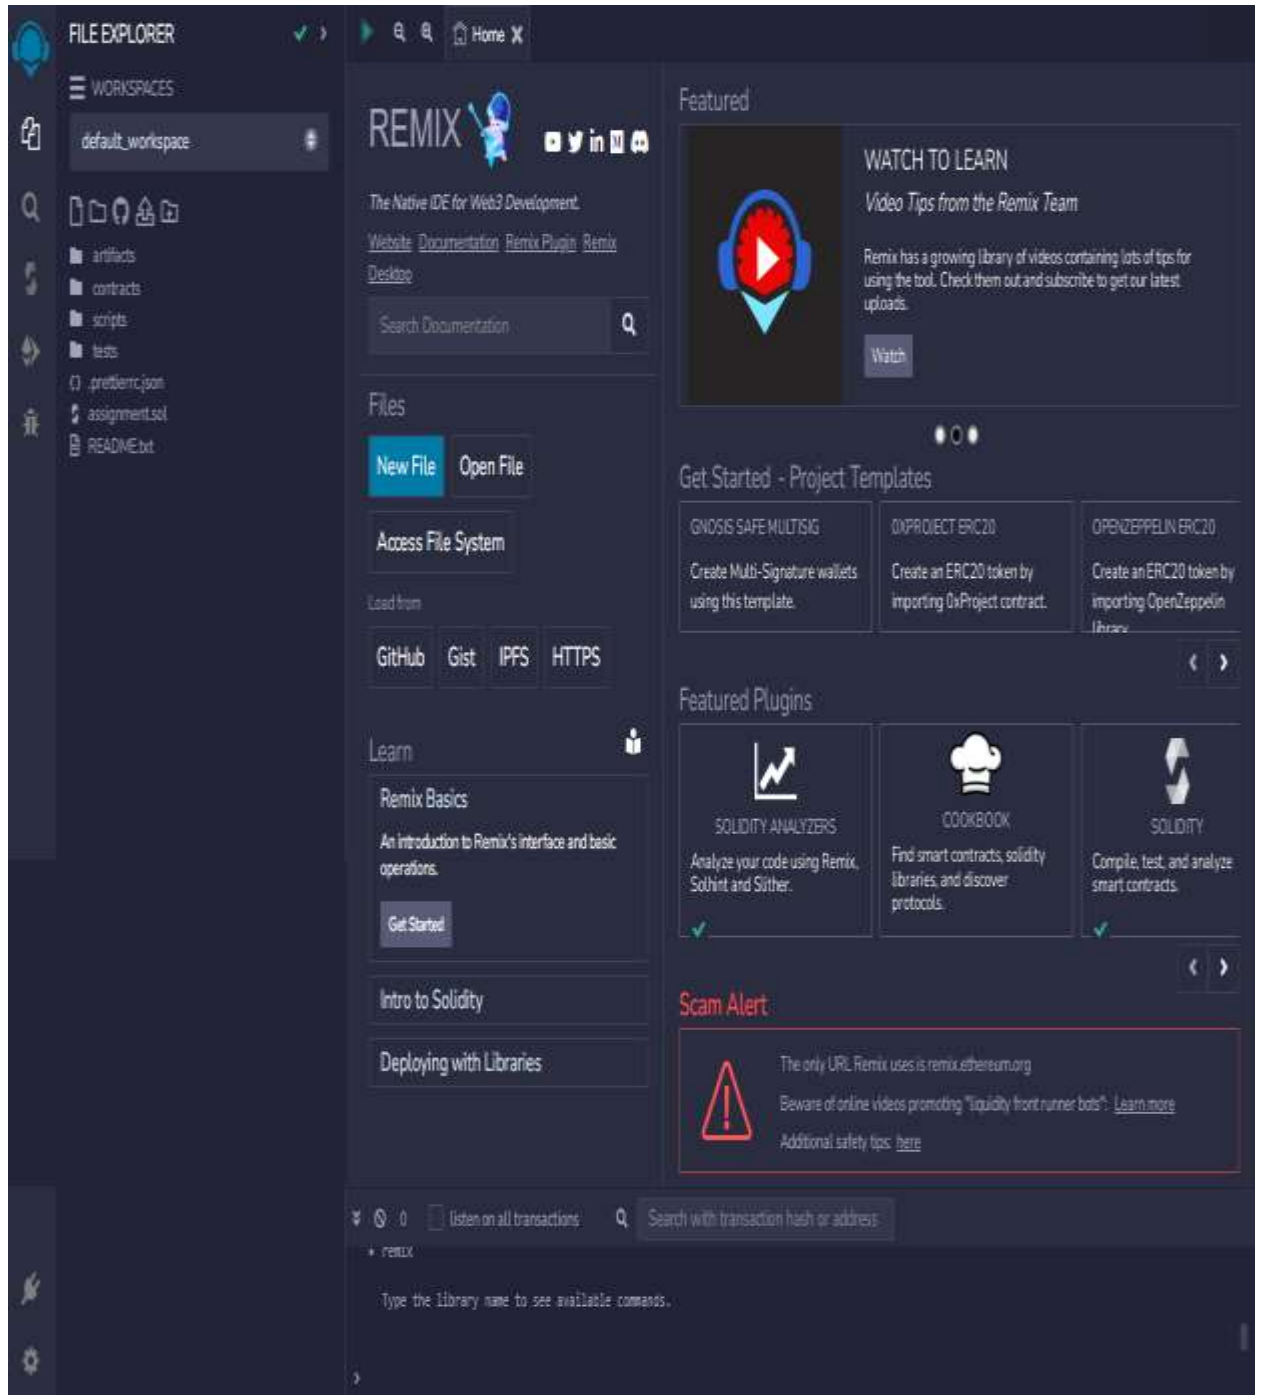 FILE EXPLORER
WORKSPACES
default_workspace
artifacts
contracts
scripts
tests
.prettierrc.json
assignment.sol
README.txt
Home
REMIX
The Native IDE for Web3 Development.
Website Documentation Remix Plugin Remix
Desktop
Search Documentation
Files
New File Open File
Access File System
Load from
GitHub Gist IPFS HTTPS
Learn
Remix Basics
An introduction to Remix's interface and basic
operations.
Get Started
Intro to Solidity
Deploying with Libraries
Featured
WATCH TO LEARN
Video Tips from the Remix Team
Remix has a growing library of videos containing lots of tips for
using the tool. Check them out and subscribe to get our latest
uploads.
Watch
Get Started - Project Templates
GNOSIS SAFE MULTISIG
Create Multi-Signature wallets
using this template.
0XPROJECT ERC20
Create an ERC20 token by
importing 0xProject contract.
OPENZEPPELIN ERC20
Create an ERC20 token by
importing OpenZeppelin
library.
Featured Plugins
SOLIDITY ANALYZERS
Analyze your code using Remix,
Solhint and Slither.
COOKBOOK
Find smart contracts, solidity
libraries, and discover
protocols.
SOLIDITY
Compile, test, and analyze
smart contracts.
Scam Alert
The only URL Remix uses is remix.ethereum.org
Beware of online videos promoting "liquidity front runner bots": Learn more
Additional safety tips: here
0 listen on all transactions Search with transaction hash or address
* remix
Type the library name to see available commands.
>